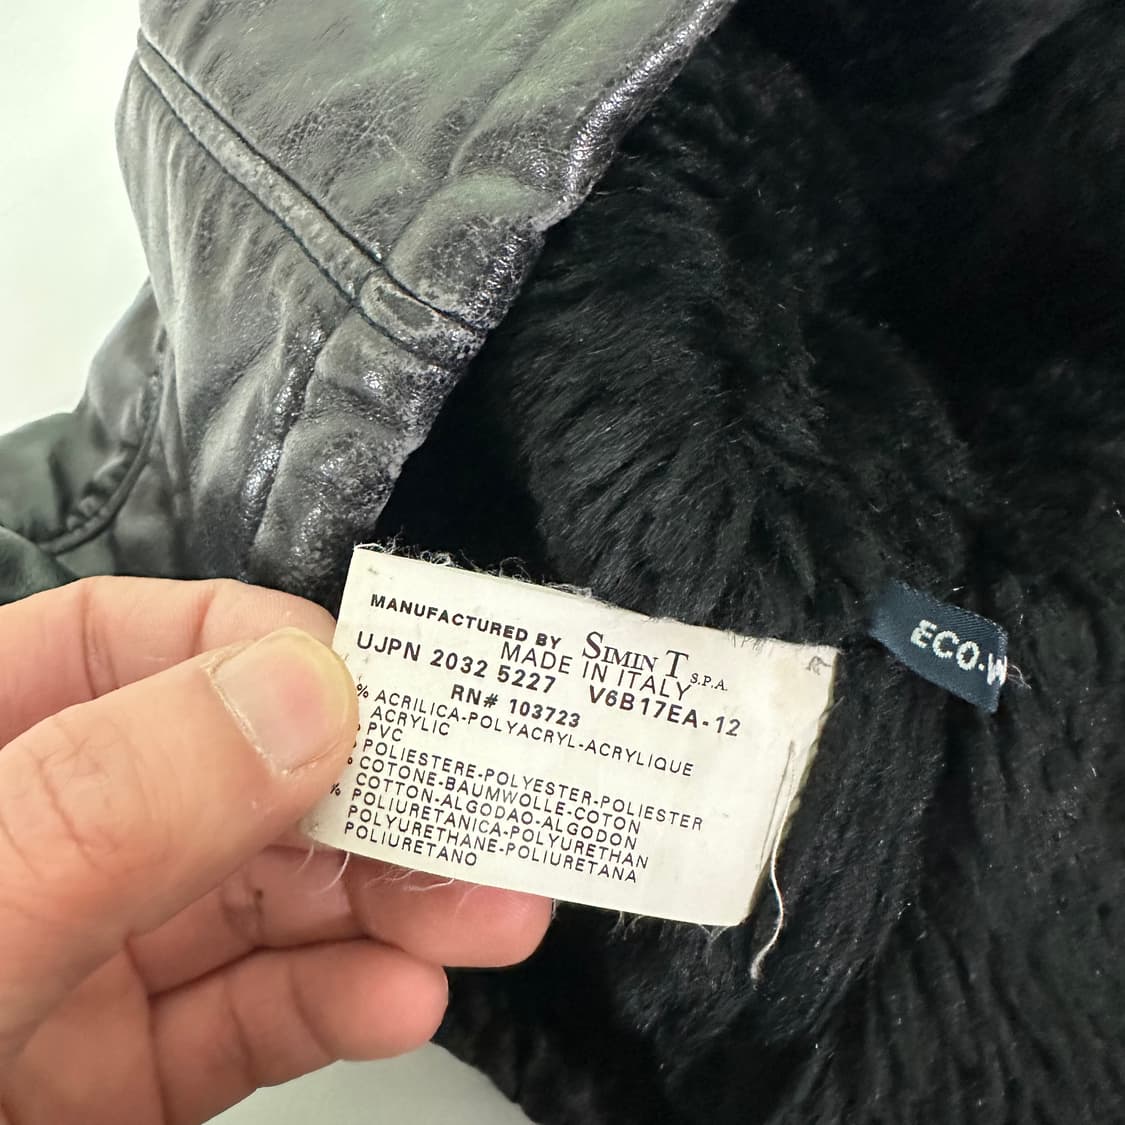 MANUFACTURED BY SIMIN T S.P.A.
MADE IN ITALY
UJPN 2032 5227 V6B17EA-12
RN# 103723
% ACRILICA-POLYACRYL-ACRYLIQUE
ACRYLIC
PVC
POLIESTERE-POLYESTER-POLIESTER
COTONE-BAUMWOLLE-COTON
% COTTON-ALGODAO-ALGODON
POLIURETANICA-POLYURETHAN
POLYURETHANE-POLIURETANA
POLIURETANO
ECO-W